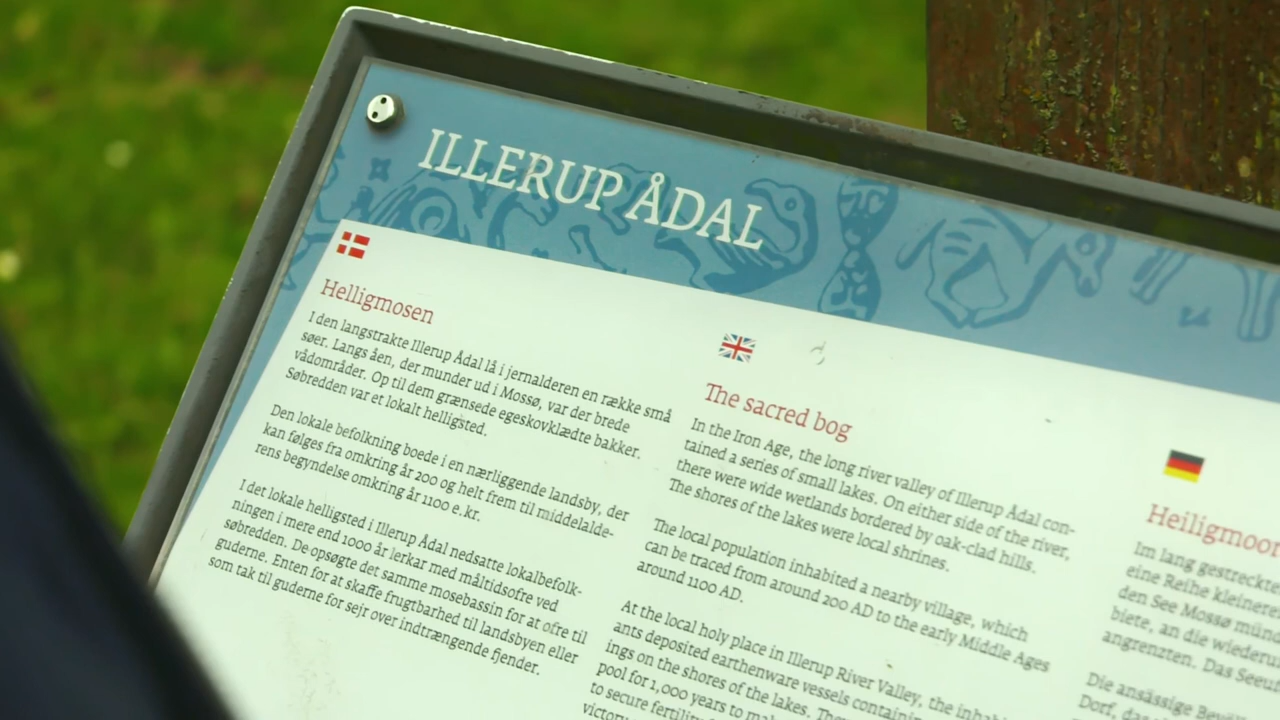 ILLERUP ÅDAL
Helligmosen
I den langstrakte Illerup Ådal lå i jernalderen en række små
søer. Langs åen, der munder ud i Mossø, var der brede
vådområder. Op til dem grænsede egeskovklædte bakker.
Søbredden var et lokalt helligsted.
Den lokale befolkning boede i en nærliggende landsby, der
kan følges fra omkring år 200 og helt frem til middelalde-
rens begyndelse omkring år 1100 e.kr.
I det lokale helligsted i Illerup Ådal nedsatte lokalbefolk-
ningen i mere end 1000 år lerkar med måltidsofre ved
søbredden. De opsøgte det samme mosebassin for at ofre til
guderne. Enten for at skaffe frugtbarhed til landsbyen eller
som tak til guderne for sejr over indtrængende fjender.
The sacred bog
In the Iron Age, the long river valley of Illerup Ådal con-
tained a series of small lakes. On either side of the river,
there were wide wetlands bordered by oak-clad hills.
The shores of the lakes were local shrines.
The local population inhabited a nearby village, which
can be traced from around 200 AD to the early Middle Ages
around 1100 AD.
At the local holy place in Illerup River Valley, the inhabi
ants deposited earthenware vessels containin
ings on the shores of the lakes. They
pool for 1,000 years to mak
to secure fertility
victory
Heiligmoor
Im lang gestreckte
eine Reihe kleinere
den See Mossø münd
biete, an die wiederu
angrenzten. Das Seeu
Die ansässige Bevöl
Dorf, da